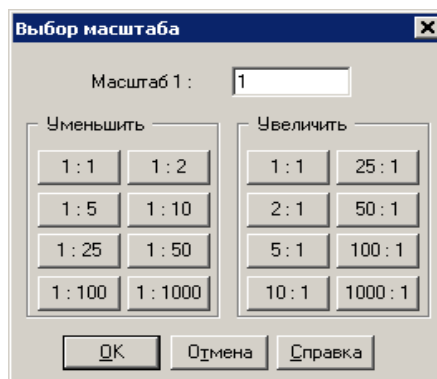 Выбор масштаба
Масштаб 1 : 1
Уменьшить Увеличить
1 : 1 1 : 2 1 : 1 25 : 1
1 : 5 1 : 10 2 : 1 50 : 1
1 : 25 1 : 50 5 : 1 100 : 1
1 : 100 1 : 1000 10 : 1 1000 : 1
OK Отмена Справка